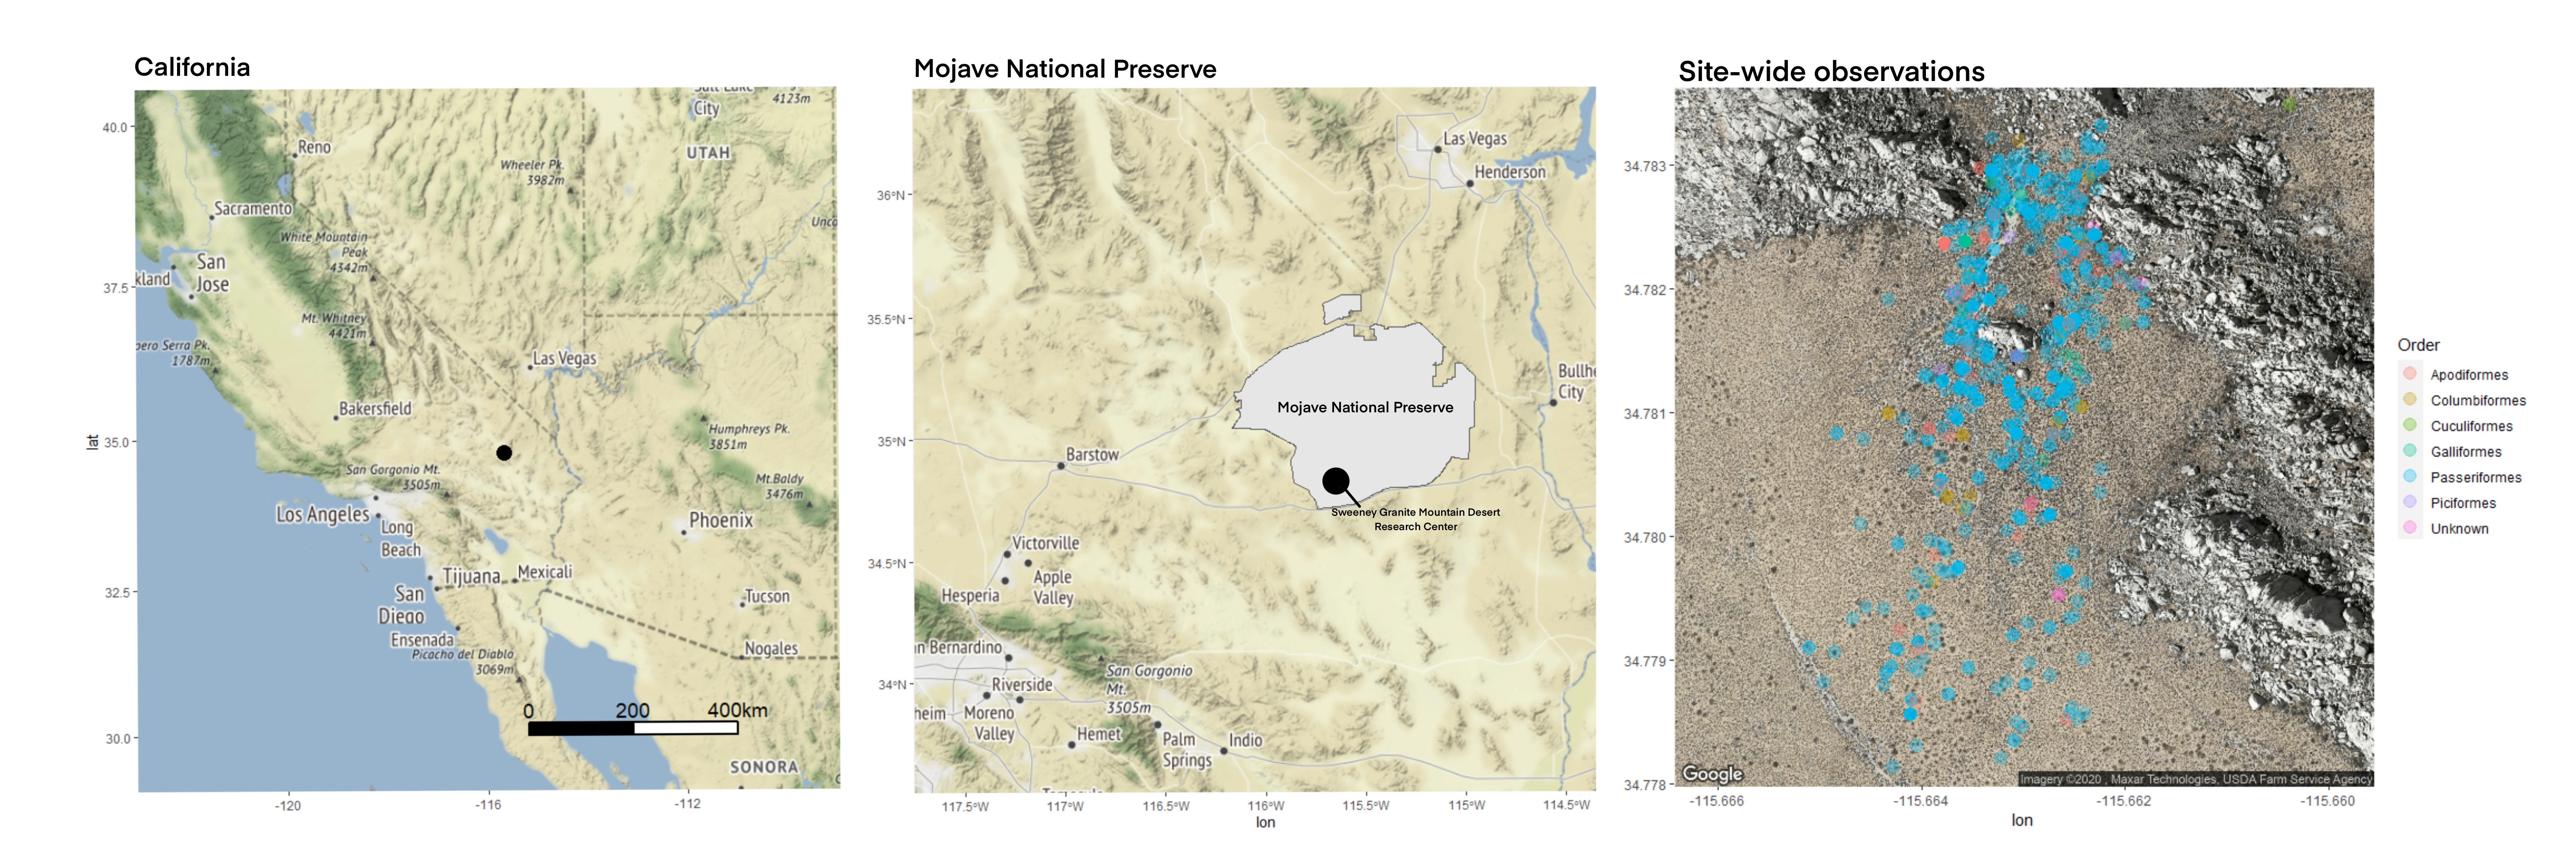 California
Mojave National Preserve
Site-wide observations
lat
40.0
37.5
35.0
32.5
30.0
-120
-116
-112
City
4123m
Reno
UTAH
Wheeler Pk.
3982m
Sacramento
White Mountain
Peak
4342m
San
Jose
kland
Mt. Whitney
4421m
pero Serra Pk.
1787m
Unco
Las Vegas
Bakersfield
Humphreys Pk.
3851m
San Gorgonio Mt.
3505m
Mt.Baldy
3476m
Los Angeles
Long
Beach
Phoenix
Tijuana
Mexicali
San
Diego
Tucson
Ensenada
Picacho del Diablo
3069m
Nogales
0 200 400km
SONORA
36°N
35.5°N
35°N
34.5°N
34°N
117.5°W
117°W
116.5°W
116°W
115.5°W
115°W
114.5°W
lon
Las Vegas
Henderson
Bullhe
City
Mojave National Preserve
Barstow
Sweeney Granite Mountain Desert
Research Center
Victorville
Apple
Valley
Hesperia
n Bernardino
San Gorgonio
Mt.
3505m
Riverside
heim
Moreno
Valley
Hemet
Palm
Springs
Indio
34.783
34.782
34.781
34.780
34.779
34.778
-115.666
-115.664
-115.662
-115.660
lon
Google
Imagery ©2020 , Maxar Technologies, USDA Farm Service Agency
Order
Apodiformes
Columbiformes
Cuculiformes
Galliformes
Passeriformes
Piciformes
Unknown